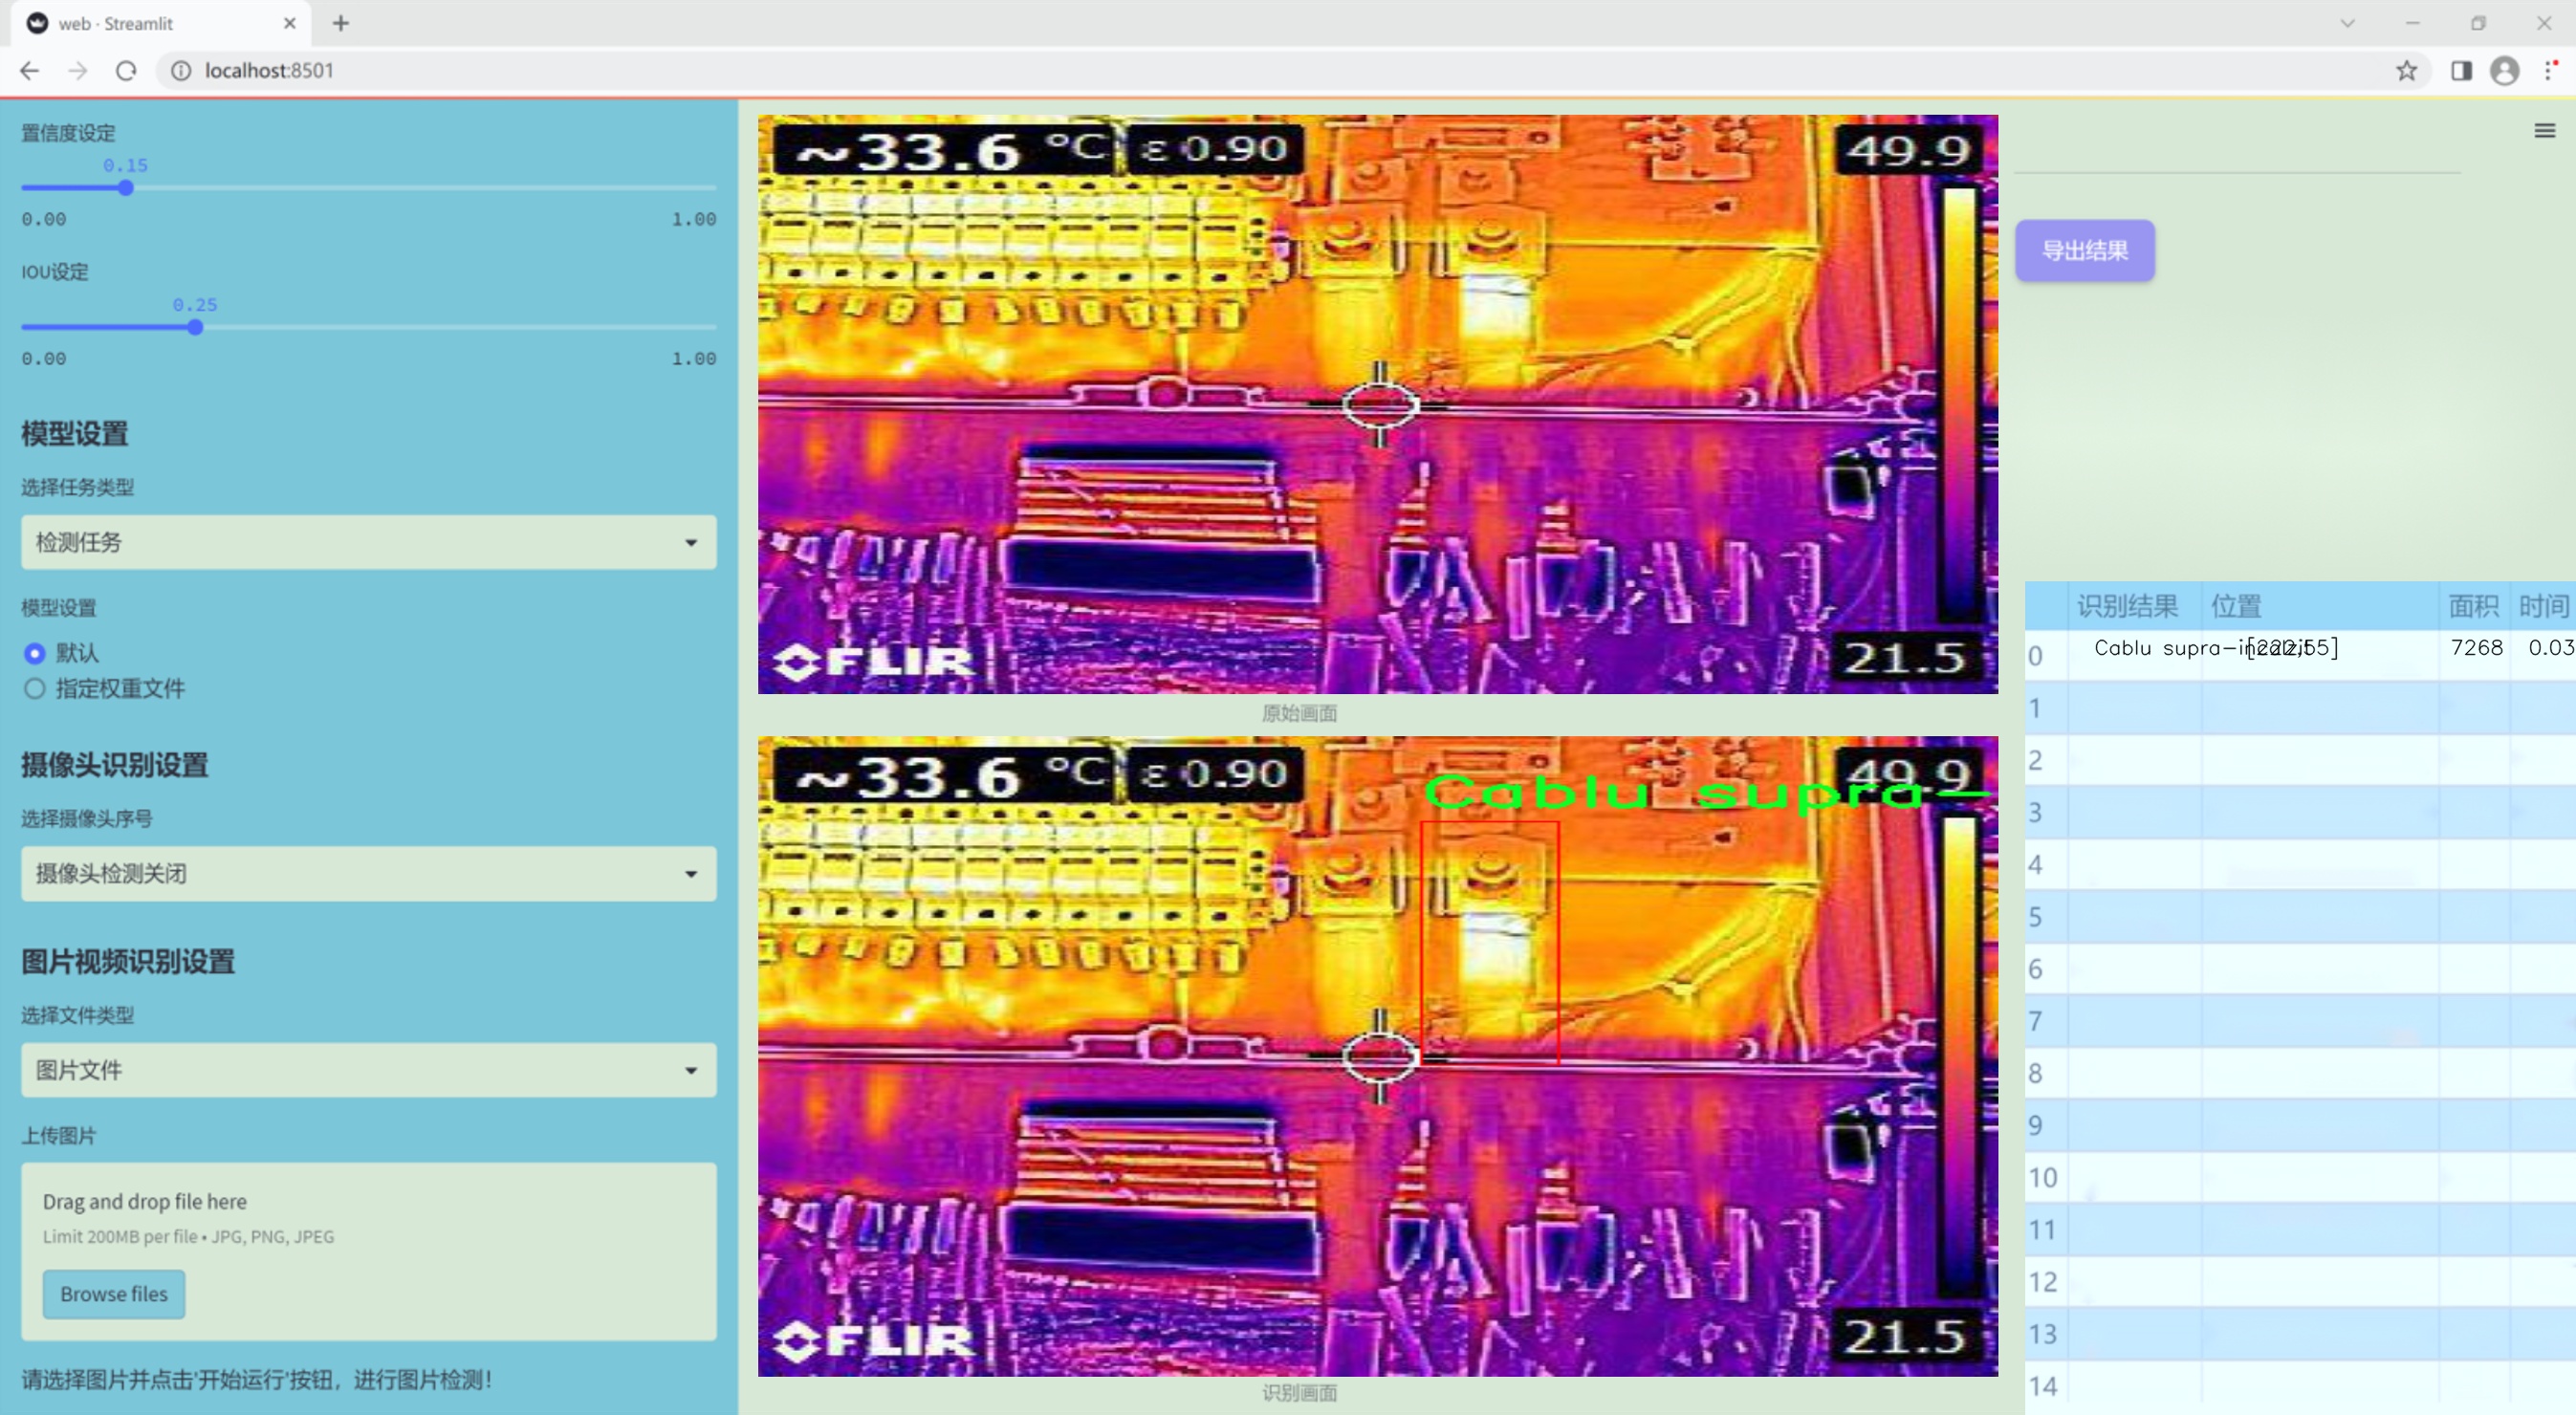 web · Streamlit
localhost:8501
置信度设定
0.15
0.00 1.00
IOU设定
0.25
0.00 1.00
模型设置
选择任务类型
检测任务
模型设置
默认
指定权重文件
摄像头识别设置
选择摄像头序号
摄像头检测关闭
图片视频识别设置
选择文件类型
图片文件
上传图片
Drag and drop file here
Limit 200MB per file • JPG, PNG, JPEG
Browse files
请选择图片并点击'开始运行'按钮，进行图片检测！
~33.6 °C ε 0.90 49.9
FLIR 21.5
原始画面
~33.6 °C ε 0.90 49.9
Cablu supra-
FLIR 21.5
识别画面
导出结果
识别结果 位置 面积 时间
0 Cablu 7268 0.03
1
2
3
4
5
6
7
8
9
10
11
12
13
14